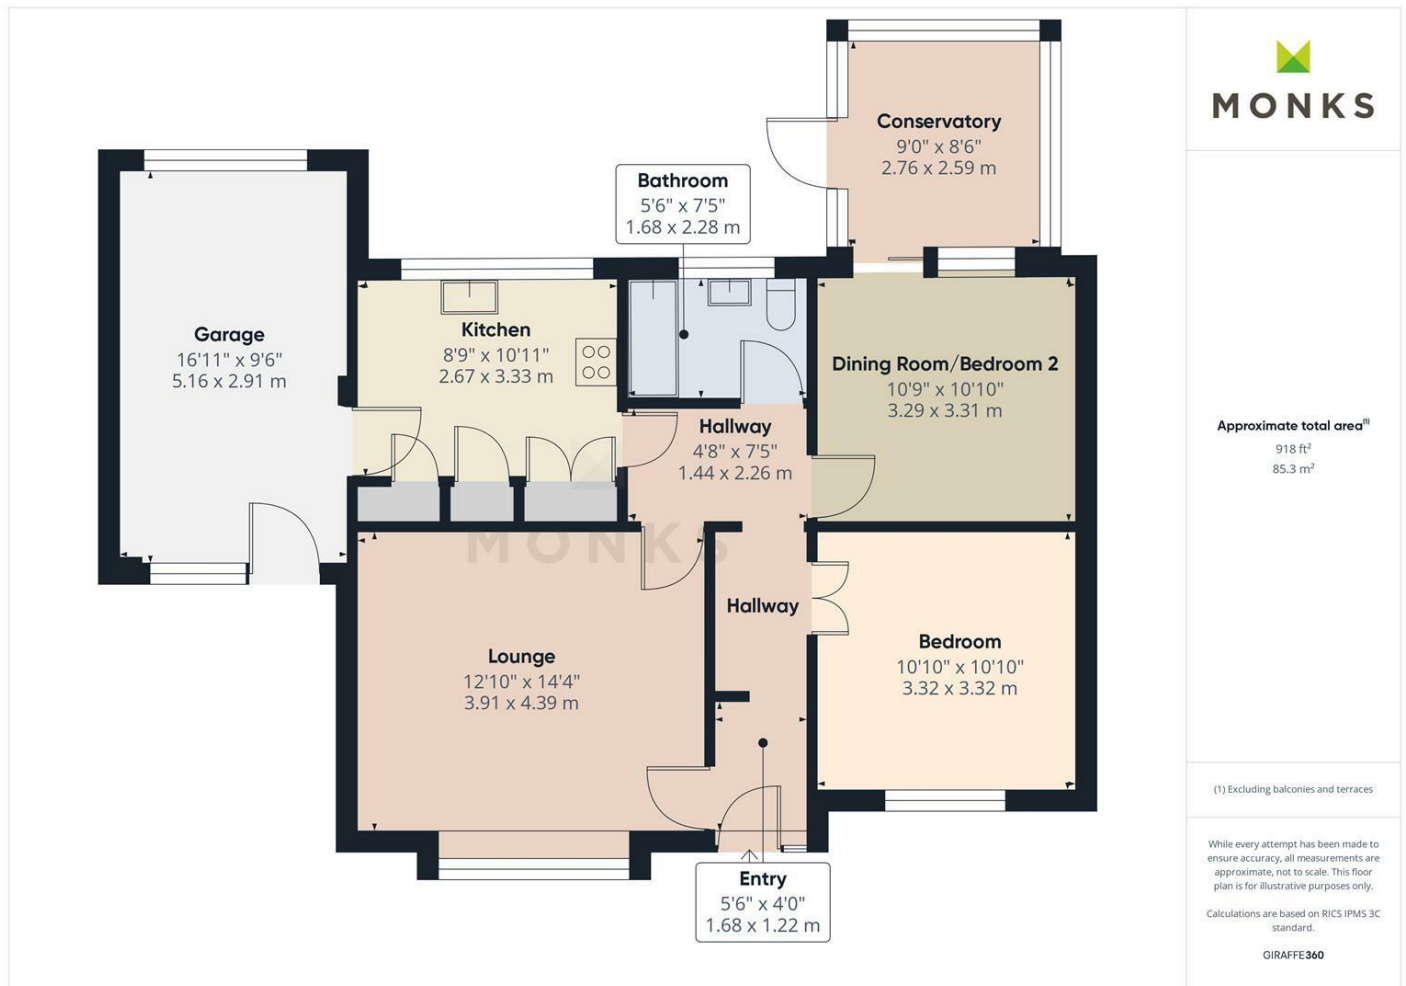 MONKS
Conservatory
9'0" x 8'6"
2.76 x 2.59 m
Bathroom
5'6" x 7'5"
1.68 x 2.28 m
Garage
16'11" x 9'6"
5.16 x 2.91 m
Kitchen
8'9" x 10'11"
2.67 x 3.33 m
Dining Room/Bedroom 2
10'9" x 10'10"
3.29 x 3.31 m
Hallway
4'8" x 7'5"
1.44 x 2.26 m
MONKS
Hallway
Lounge
12'10" x 14'4"
3.91 x 4.39 m
Bedroom
10'10" x 10'10"
3.32 x 3.32 m
Entry
5'6" x 4'0"
1.68 x 1.22 m
Approximate total area(1)
918 ft²
85.3 m²
(1) Excluding balconies and terraces
While every attempt has been made to
ensure accuracy, all measurements are
approximate, not to scale. This floor
plan is for illustrative purposes only.
Calculations are based on RICS IPMS 3C
standard.
GIRAFFE360